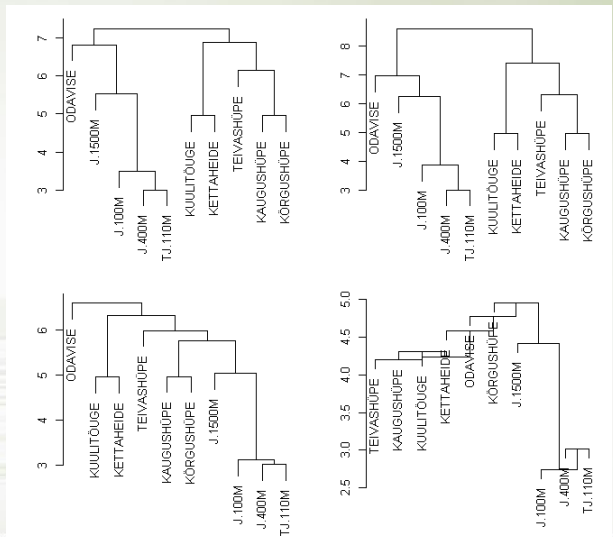 7
6
5
4
3
ODAVISE
J.1500M
J.100M
J.400M
TJ.110M
KUULITÕUGE
KETTAHEIDE
TEIVASHÜPE
KAUGUSHÜPE
KÕRGUSHÜPE
8
7
6
5
4
3
ODAVISE
J.1500M
J.100M
J.400M
TJ.110M
KUULITÕUGE
KETTAHEIDE
TEIVASHÜPE
KAUGUSHÜPE
KÕRGUSHÜPE
6
5
4
3
ODAVISE
KUULITÕUGE
KETTAHEIDE
TEIVASHÜPE
KAUGUSHÜPE
KÕRGUSHÜPE
J.1500M
J.100M
J.400M
TJ.110M
5.0
4.5
4.0
3.5
3.0
2.5
TEIVASHÜPE
KAUGUSHÜPE
KUULITÕUGE
KETTAHEIDE
ODAVISE
KÕRGUSHÜPE
J.1500M
J.100M
J.400M
TJ.110M